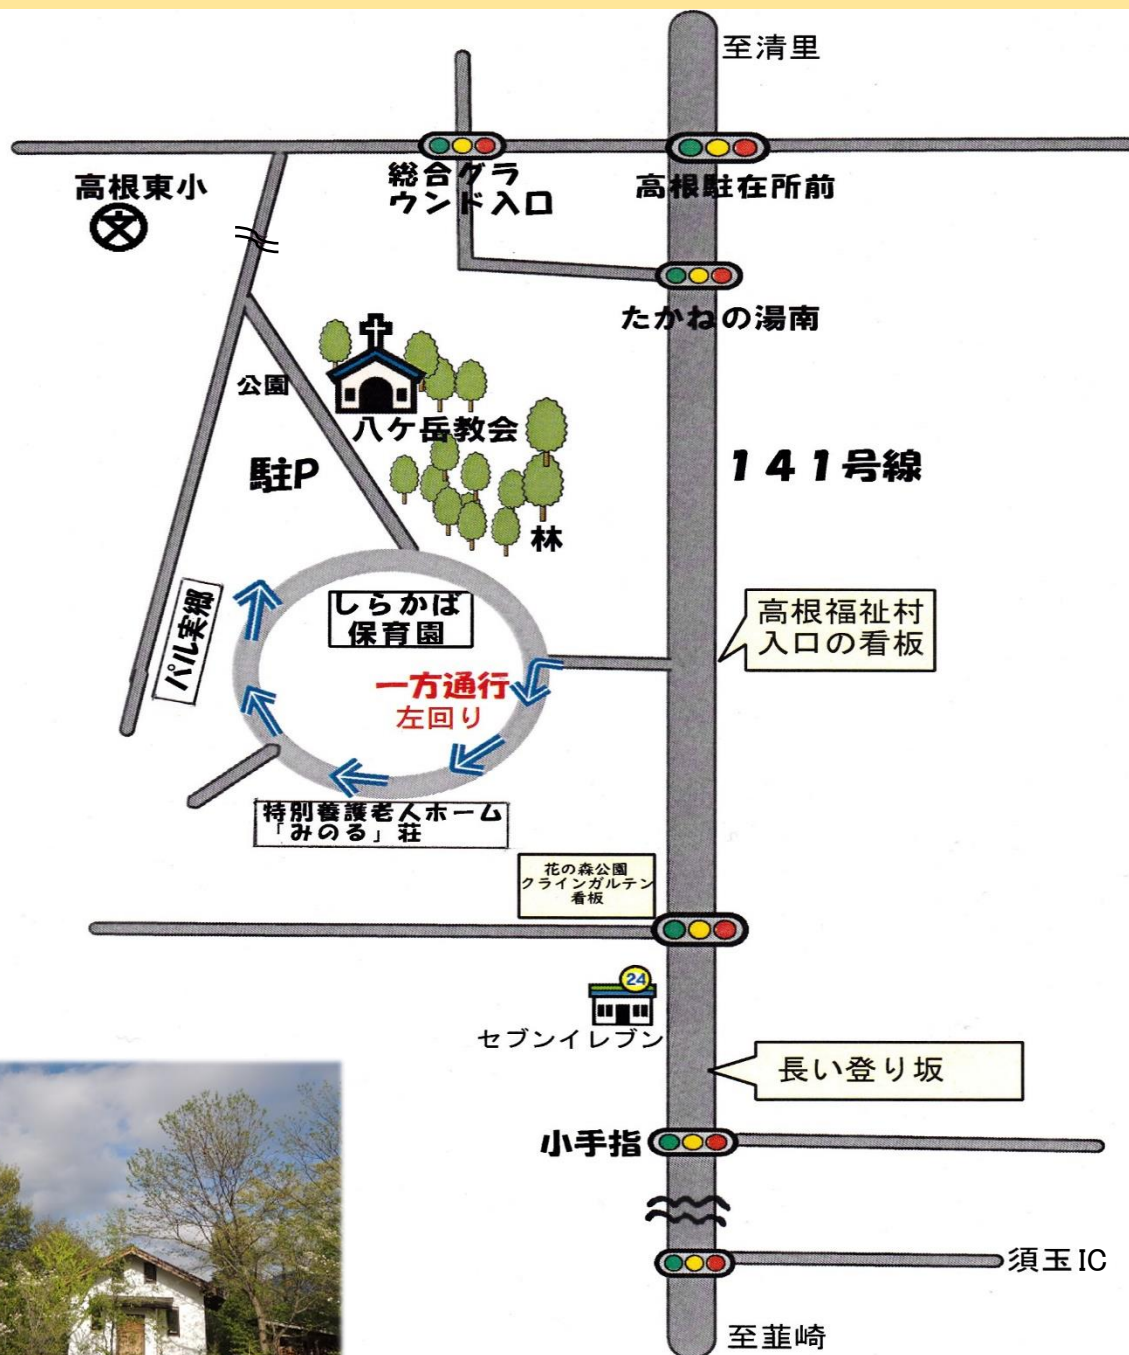 至清里
高根東小
総合グラ
ウンド入口
高根駐在所前
たかねの湯南
公園
八ケ岳教会
駐P
141号線
林
しらかば
保育園
パル実郷
高根福祉村
入口の看板
一方通行
左回り
特別養護老人ホーム
「みのる」荘
花の森公園
クラインガルテン
看板
24
セブンイレブン
長い登り坂
小手指
須玉IC
至韮崎